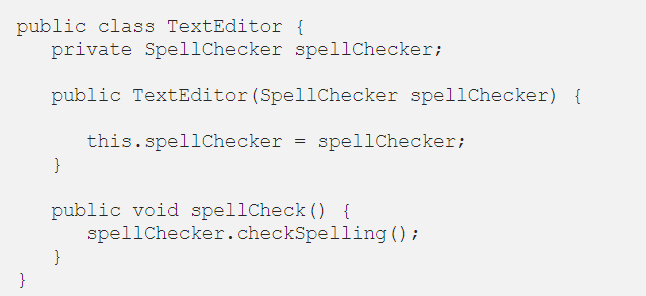 public class TextEditor {
   private SpellChecker spellChecker;
   public TextEditor(SpellChecker spellChecker) {
      this.spellChecker = spellChecker;
   }
   public void spellCheck() {
      spellChecker.checkSpelling();
   }
}